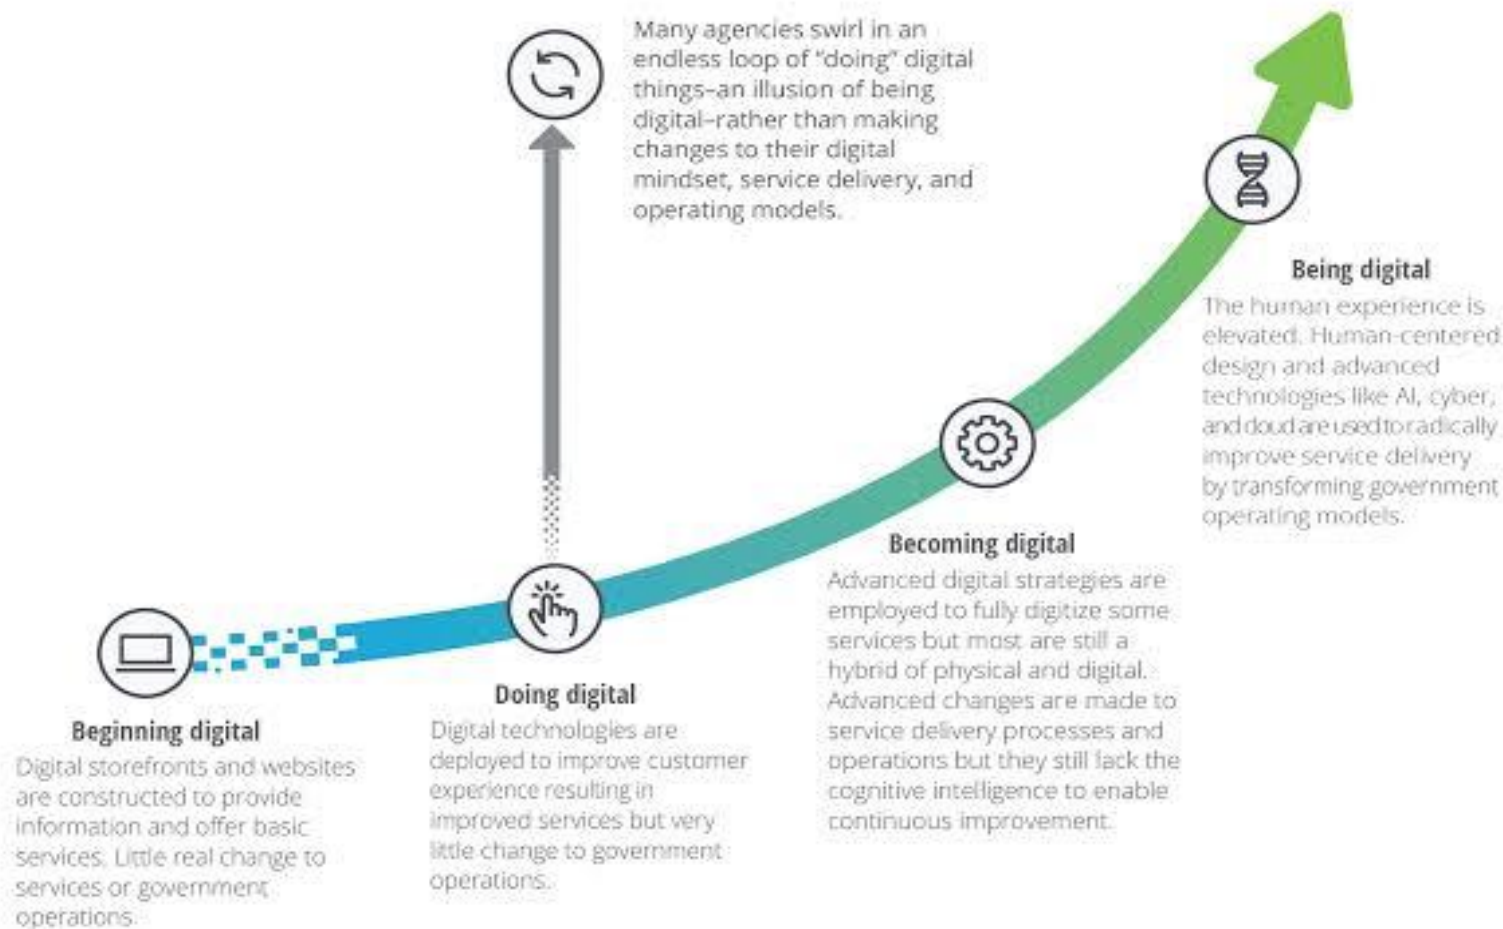 Many agencies swirl in an
endless loop of “doing” digital
things–an illusion of being
digital–rather than making
changes to their digital
mindset, service delivery, and
operating models.
Being digital
The human experience is
elevated. Human-centered
design and advanced
technologies like AI, cyber,
and cloud are used to radically
improve service delivery
by transforming government
operating models.
Becoming digital
Advanced digital strategies are
employed to fully digitize some
services but most are still a
hybrid of physical and digital.
Advanced changes are made to
service delivery processes and
operations but they still lack the
cognitive intelligence to enable
continuous improvement.
Doing digital
Digital technologies are
deployed to improve customer
experience resulting in
improved services but very
little change to government
operations.
Beginning digital
Digital storefronts and websites
are constructed to provide
information and offer basic
services. Little real change to
services or government
operations.